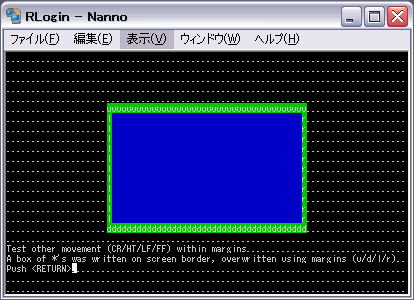 RLogin - Nanno
ファイル(F) 編集(E) 表示(V) ウィンドウ(W) ヘルプ(H)
Test other movement (CR/HT/LF/FF) within margins.
A box of *'s was written on screen border, overwritten using margins (u/d/l/r)..
Push <RETURN>